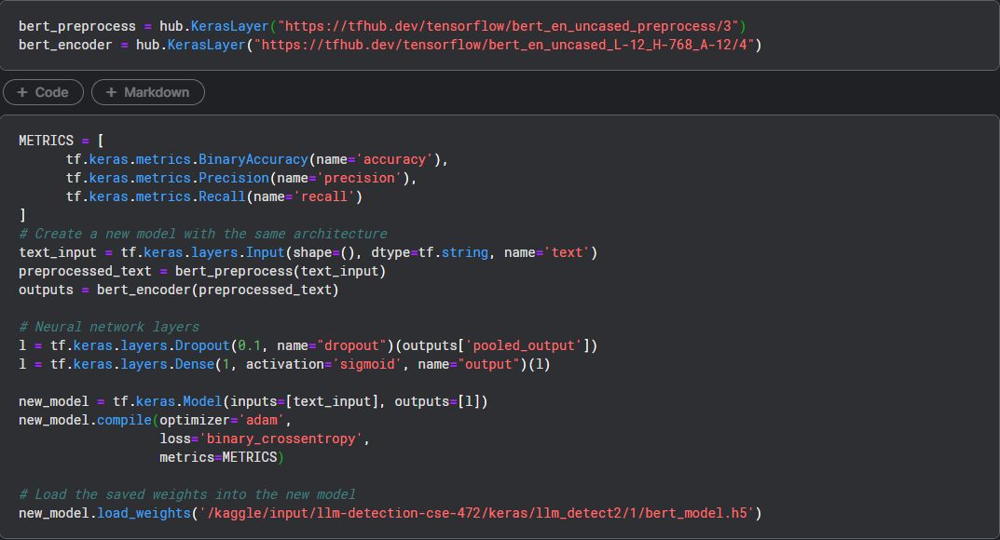 bert_preprocess = hub.KerasLayer("https://tfhub.dev/tensorflow/bert_en_uncased_preprocess/3")
bert_encoder = hub.KerasLayer("https://tfhub.dev/tensorflow/bert_en_uncased_L-12_H-768_A-12/4")
+ Code + Markdown
METRICS = [
      tf.keras.metrics.BinaryAccuracy(name='accuracy'),
      tf.keras.metrics.Precision(name='precision'),
      tf.keras.metrics.Recall(name='recall')
]
# Create a new model with the same architecture
text_input = tf.keras.layers.Input(shape=(), dtype=tf.string, name='text')
preprocessed_text = bert_preprocess(text_input)
outputs = bert_encoder(preprocessed_text)
# Neural network layers
l = tf.keras.layers.Dropout(0.1, name="dropout")(outputs['pooled_output'])
l = tf.keras.layers.Dense(1, activation='sigmoid', name="output")(l)
new_model = tf.keras.Model(inputs=[text_input], outputs=[l])
new_model.compile(optimizer='adam',
                  loss='binary_crossentropy',
                  metrics=METRICS)
# Load the saved weights into the new model
new_model.load_weights('/kaggle/input/llm-detection-cse-472/keras/llm_detect2/1/bert_model.h5')